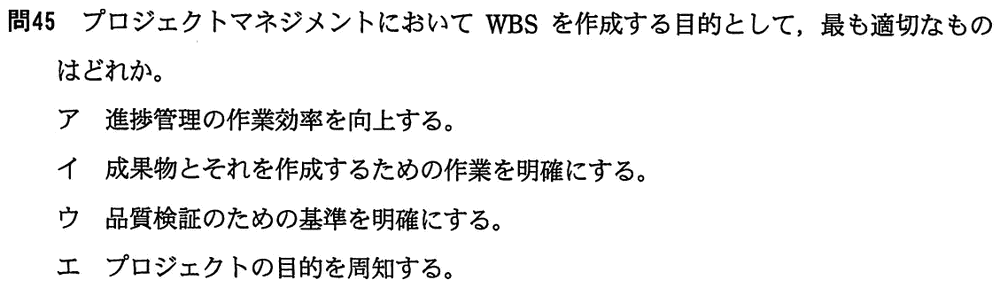 問45 プロジェクトマネジメントにおいて WBS を作成する目的として，最も適切なもの
はどれか。
ア 進捗管理の作業効率を向上する。
イ 成果物とそれを作成するための作業を明確にする。
ウ 品質検証のための基準を明確にする。
エ プロジェクトの目的を周知する。